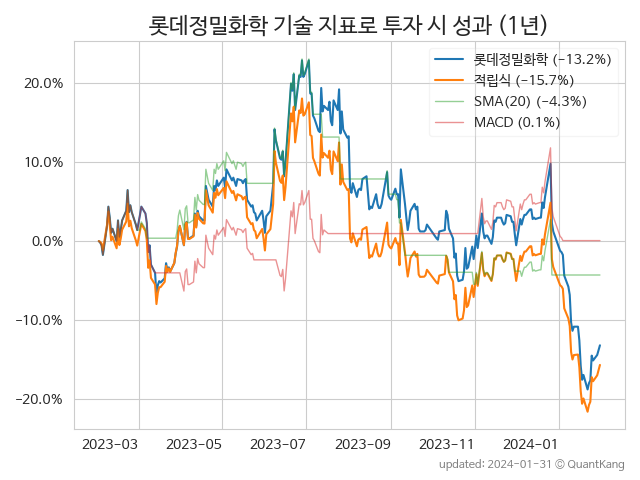 롯데정밀화학 기술 지표로 투자 시 성과 (1년)
롯데정밀화학 (-13.2%)
적립식 (-15.7%)
SMA(20) (-4.3%)
MACD (0.1%)
20.0%
10.0%
0.0%
-10.0%
-20.0%
2023-03 2023-05 2023-07 2023-09 2023-11 2024-01
updated: 2024-01-31 © QuantKang